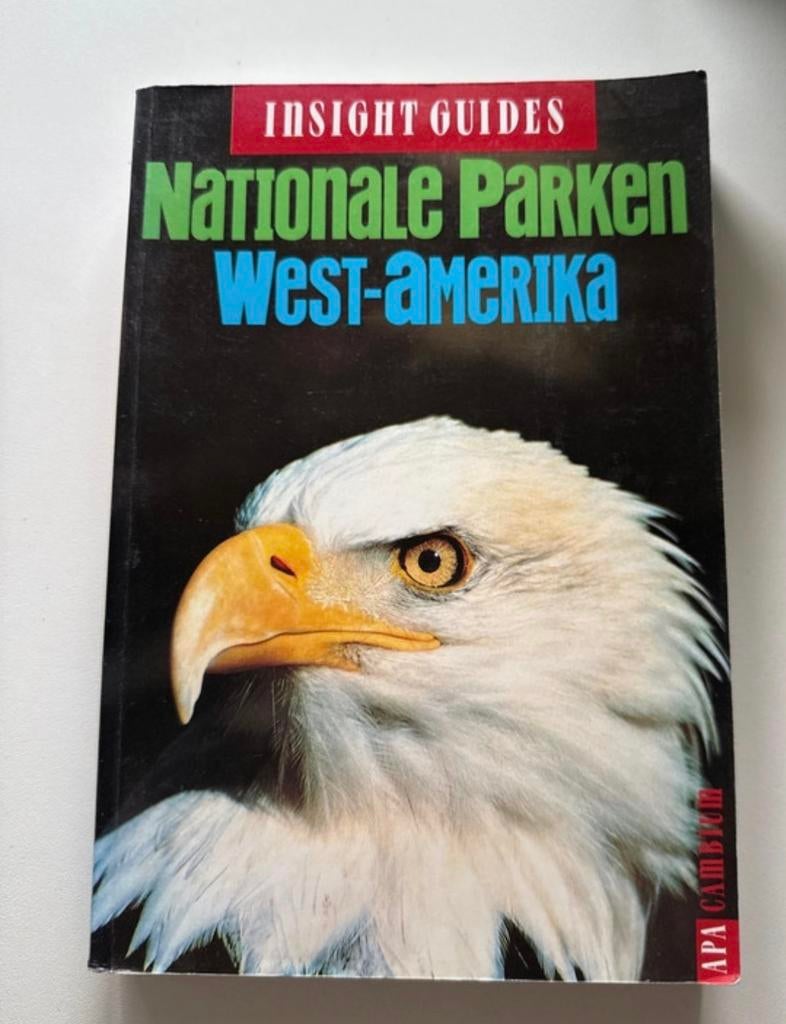 INSIGHT GUIDES
NATIONALE PARKEN
WEST-AMERIKA
APA CAMBIUM